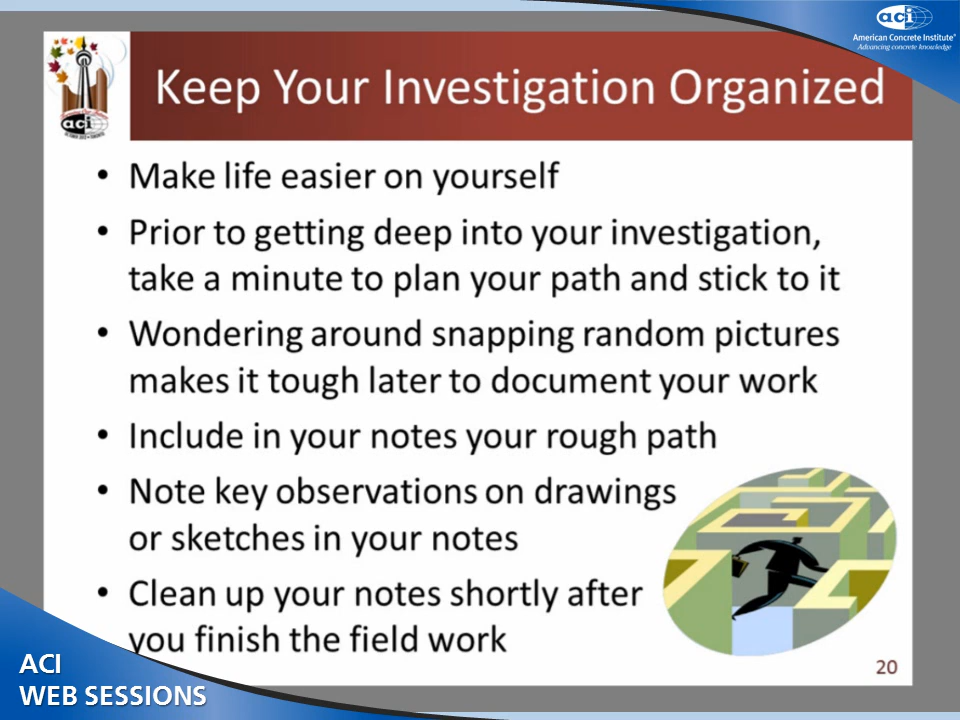 aci
American Concrete Institute®
Advancing concrete knowledge
aci
Keep Your Investigation Organized
• Make life easier on yourself
• Prior to getting deep into your investigation,
take a minute to plan your path and stick to it
• Wondering around snapping random pictures
makes it tough later to document your work
• Include in your notes your rough path
• Note key observations on drawings
or sketches in your notes
• Clean up your notes shortly after
you finish the field work
20
ACI
WEB SESSIONS